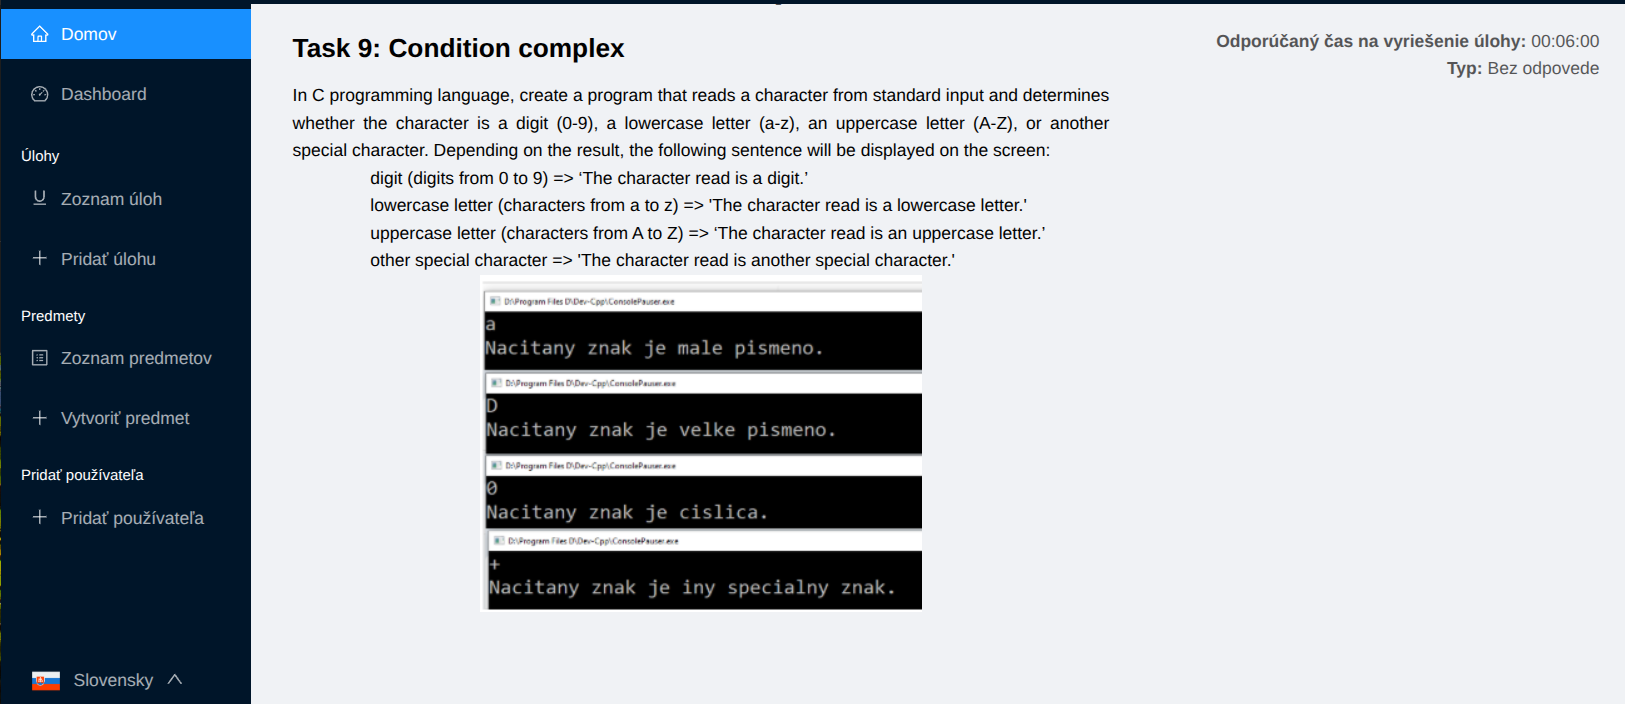 Domov
Dashboard
Úlohy
Zoznam úloh
Pridať úlohu
Predmety
Zoznam predmetov
Vytvoriť predmet
Pridať používateľa
Pridať používateľa
Slovensky
Task 9: Condition complex
Odporúčaný čas na vyriešenie úlohy: 00:06:00
Typ: Bez odpovede
In C programming language, create a program that reads a character from standard input and determines
whether the character is a digit (0-9), a lowercase letter (a-z), an uppercase letter (A-Z), or another
special character. Depending on the result, the following sentence will be displayed on the screen:
digit (digits from 0 to 9) => ‘The character read is a digit.’
lowercase letter (characters from a to z) => 'The character read is a lowercase letter.'
uppercase letter (characters from A to Z) => ‘The character read is an uppercase letter.’
other special character => 'The character read is another special character.'
D:\Program Files D\Dev-Cpp\ConsolePauser.exe
a
Nacitany znak je male pismeno.
D:\Program Files D\Dev-Cpp\ConsolePauser.exe
D
Nacitany znak je velke pismeno.
D:\Program Files D\Dev-Cpp\ConsolePauser.exe
0
Nacitany znak je cislica.
D:\Program Files D\Dev-Cpp\ConsolePauser.exe
+
Nacitany znak je iny specialny znak.